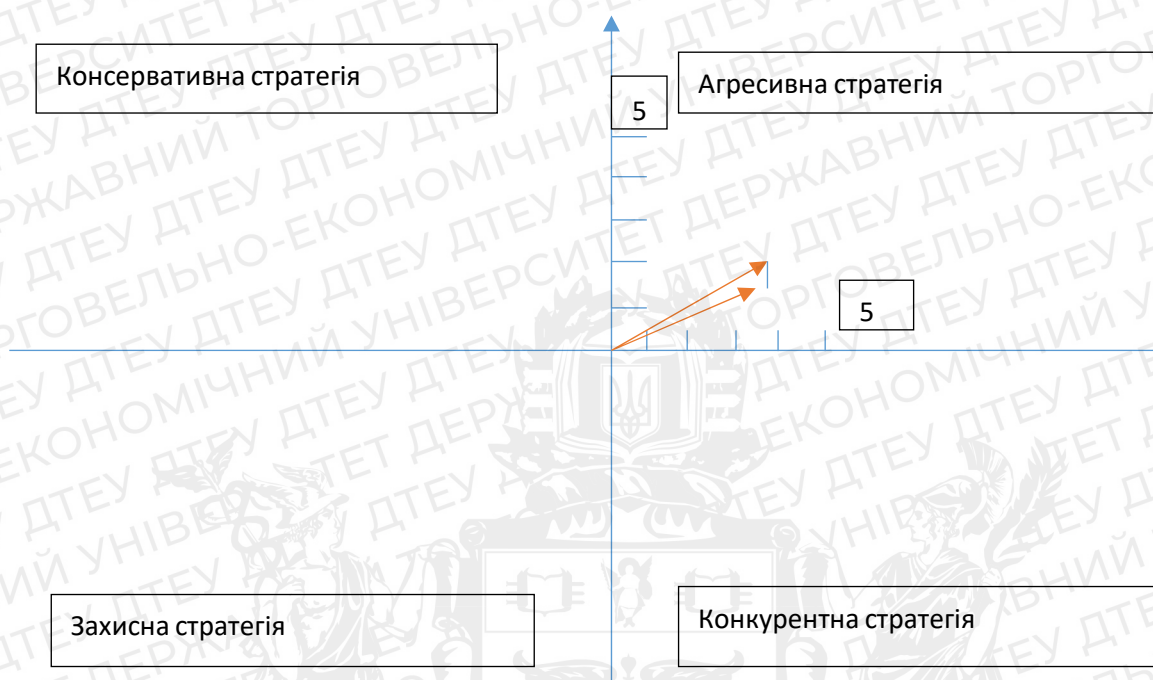 Консервативна стратегія
Агресивна стратегія
5
5
Захисна стратегія
Конкурентна стратегія